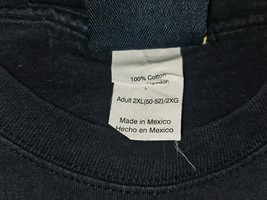 100% Cotton
Adult 2XL(50-52)/2XG
Made in Mexico
Hecho en Mexico